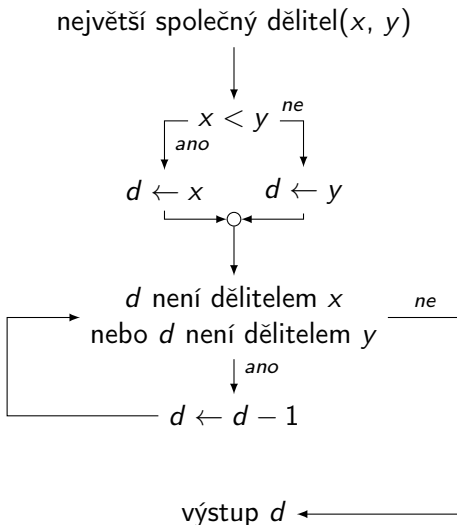 největší společný dělitel(x, y)
x < y
ne
ano
d ← x
d ← y
d není dělitelem x
nebo d není dělitelem y
ne
ano
d ← d − 1
výstup d